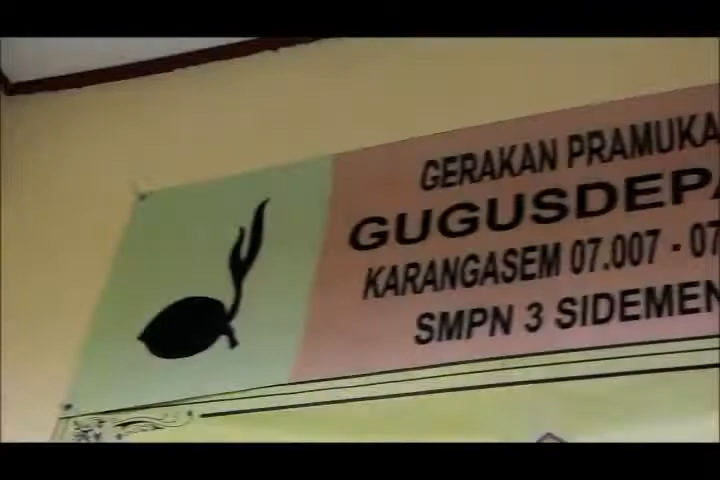 GERAKAN PRAMUKA
GUGUSDEPA
KARANGASEM 07.007 - 07
SMPN 3 SIDEMEN